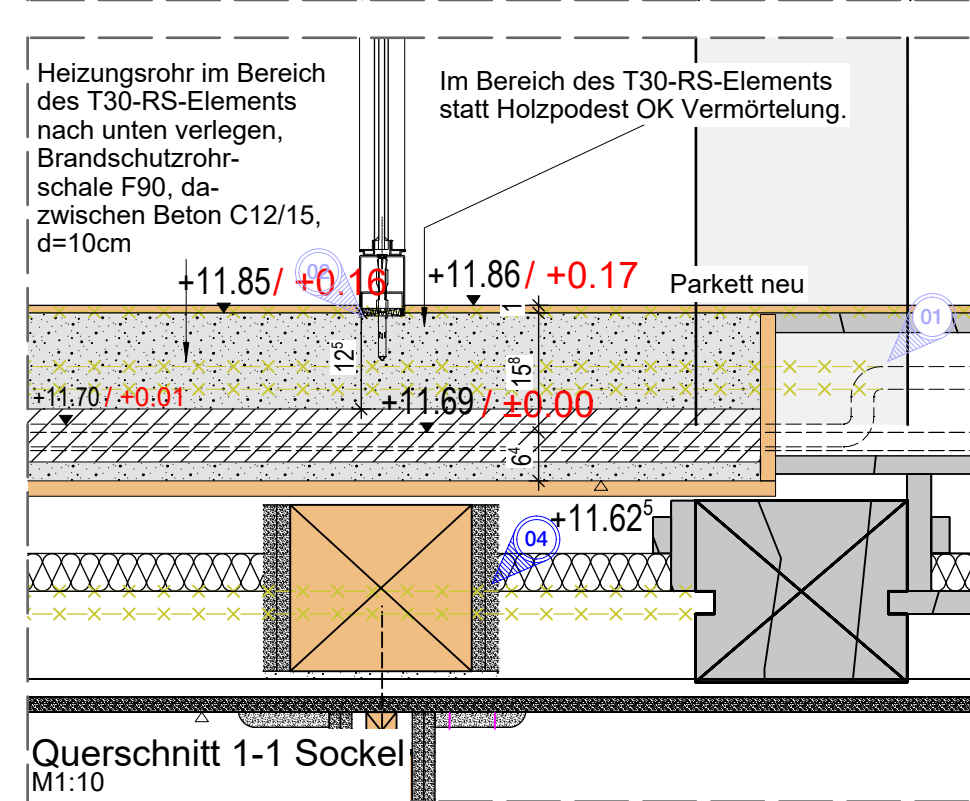 Heizungsrohr im Bereich
des T30-RS-Elements
nach unten verlegen,
Brandschutzrohr-
schale F90, da-
zwischen Beton C12/15,
d=10cm
Im Bereich des T30-RS-Elements
statt Holzpodest OK Vermörtelung.
02
+11.85 / +0.16
+11.86 / +0.17
Parkett neu
1
01
12⁵
15⁸
+11.70 / +0.01
+11.69 / ±0.00
6⁴
+11.62⁵
04
Querschnitt 1-1 Sockel
M1:10